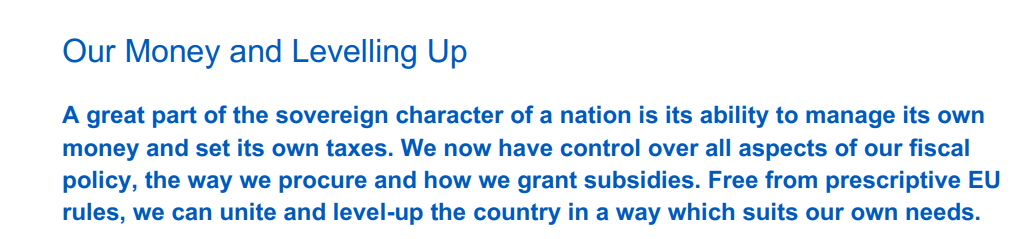 Our Money and Levelling Up
A great part of the sovereign character of a nation is its ability to manage its own
money and set its own taxes. We now have control over all aspects of our fiscal
policy, the way we procure and how we grant subsidies. Free from prescriptive EU
rules, we can unite and level-up the country in a way which suits our own needs.